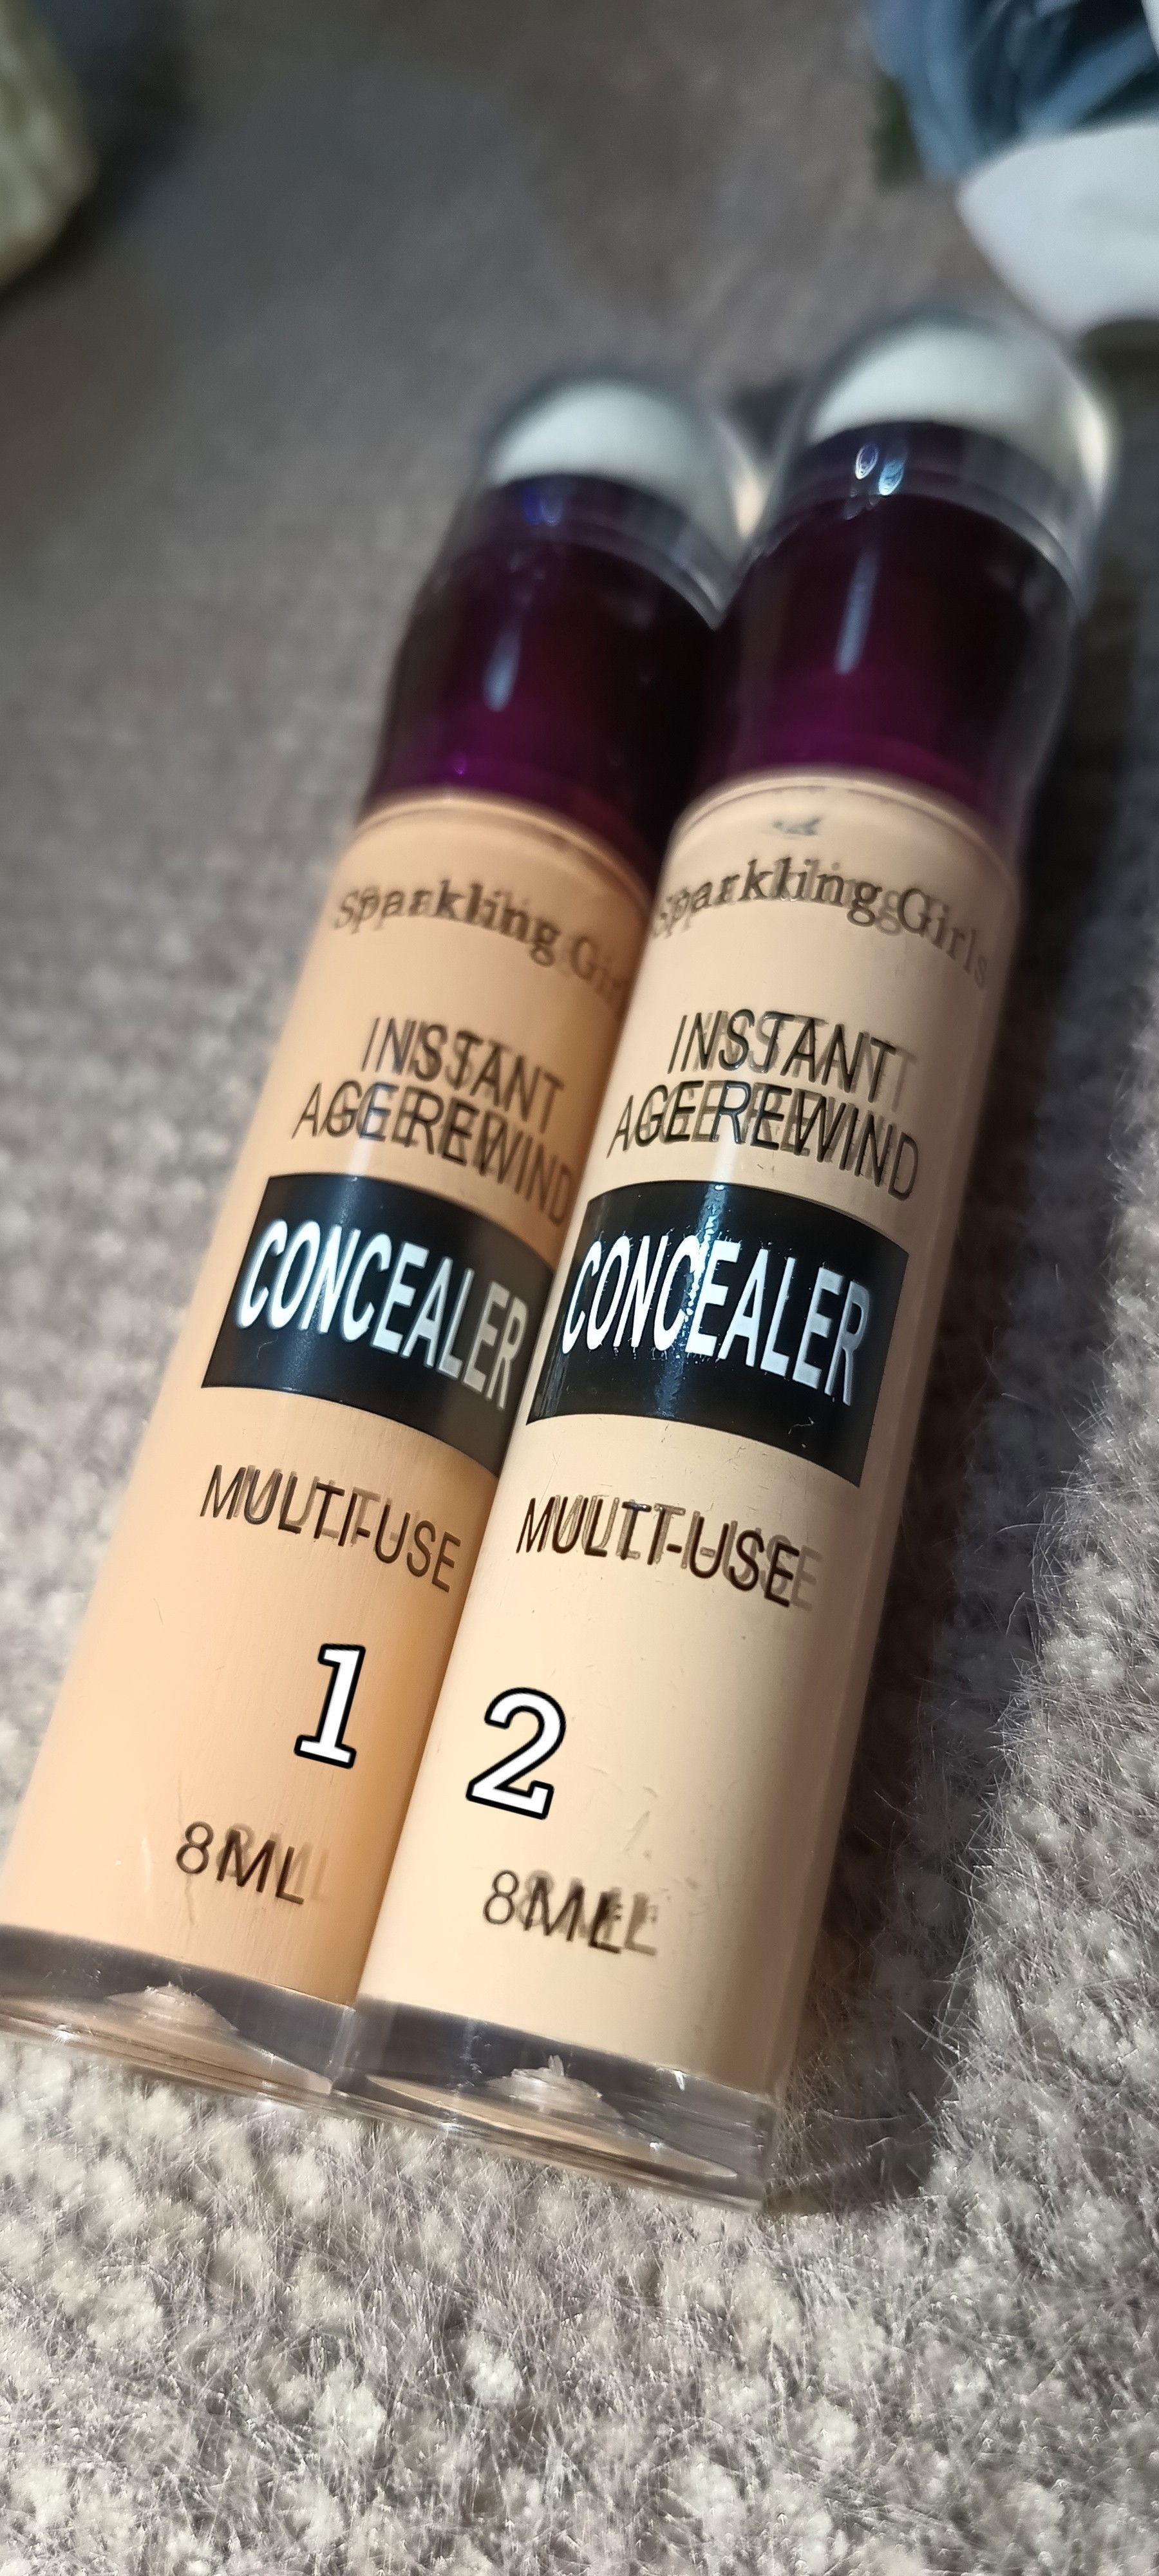 Sparkling Gir
INSTANT
AGE REWIND
CONCEALER
MULTI-USE
1
8ML
Sparkling Girls
INSTANT
AGE REWIND
CONCEALER
MULTI-USE
2
8ML